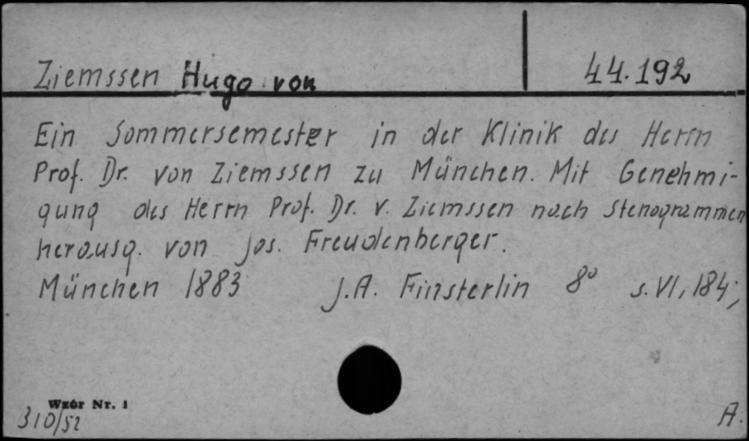 Ziemssen Hugo von 44.192
Ein Sommersemester in der Klinik des Herrn
Prof. Dr. von Ziemssen zu München. Mit Genehmi-
gung des Herrn Prof. Dr. v. Ziemssen nach Stenogrammen
herausg. von Jos. Freudenberger.
München 1883 J.A. Finsterlin 8° s. VI, 184,
Wzór Nr. 1
310/52 A.